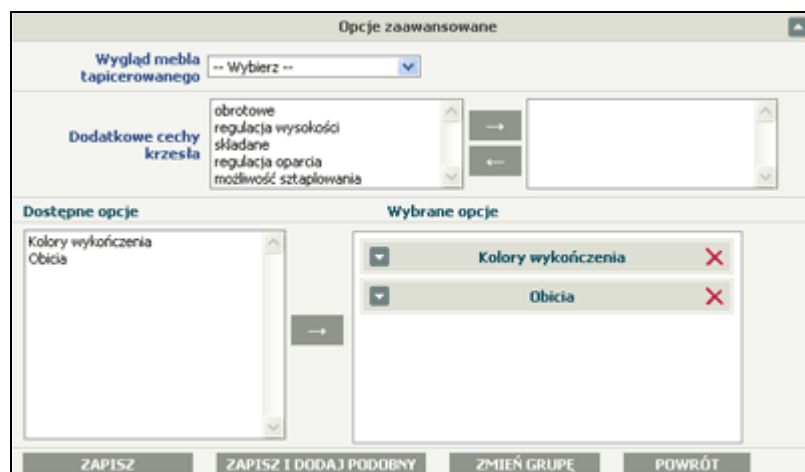 Opcje zaawansowane
Wygląd mebla
tapicerowanego
-- Wybierz --
Dodatkowe cechy
krzesła
obrotowe
regulacja wysokości
składane
regulacja oparcia
możliwość sztaplowania
→
←
Dostępne opcje
Wybrane opcje
Kolory wykończenia
Obicia
→
Kolory wykończenia
Obicia
ZAPISZ
ZAPISZ I DODAJ PODOBNY
ZMIEŃ GRUPĘ
POWRÓT